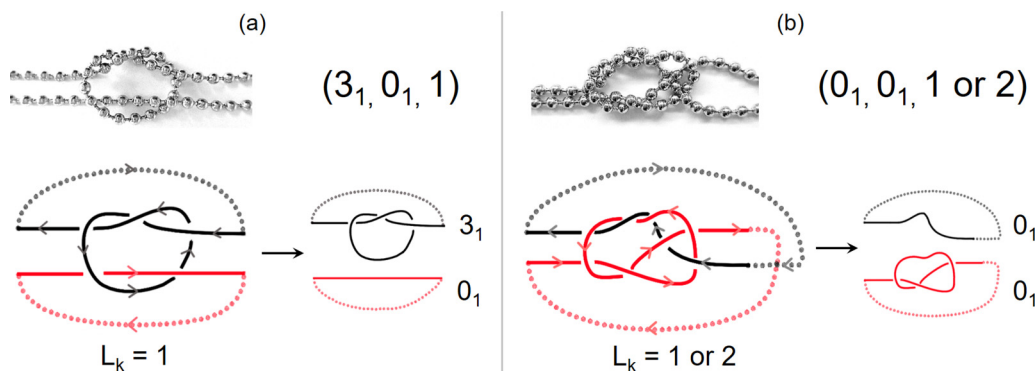 (a)
(3₁, 0₁, 1)
3₁
0₁
Lₖ = 1
(b)
(0₁, 0₁, 1 or 2)
0₁
0₁
Lₖ = 1 or 2